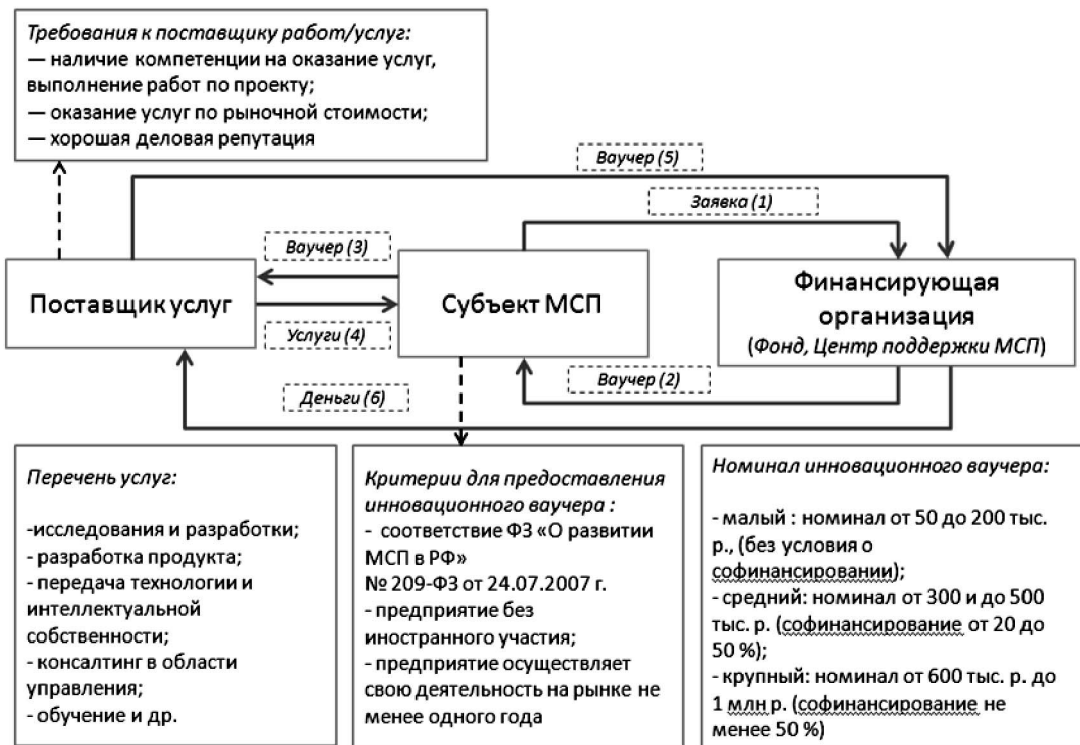 Требования к поставщику работ/услуг:
— наличие компетенции на оказание услуг,
выполнение работ по проекту;
— оказание услуг по рыночной стоимости;
— хорошая деловая репутация
Ваучер (5)
Заявка (1)
Ваучер (3)
Поставщик услуг
Субъект МСП
Финансирующая
организация
(Фонд, Центр поддержки МСП)
Услуги (4)
Ваучер (2)
Деньги (6)
Перечень услуг:
-исследования и разработки;
- разработка продукта;
- передача технологии и
интеллектуальной
собственности;
- консалтинг в области
управления;
- обучение и др.
Критерии для предоставления
инновационного ваучера :
- соответствие ФЗ «О развитии
МСП в РФ»
№ 209-ФЗ от 24.07.2007 г.
- предприятие без
иностранного участия;
- предприятие осуществляет
свою деятельность на рынке не
менее одного года
Номинал инновационного ваучера:
- малый : номинал от 50 до 200 тыс.
р., (без условия о
софинансировании);
- средний: номинал от 300 и до 500
тыс. р. (софинансирование от 20 до
50 %);
- крупный: номинал от 600 тыс. р. до
1 млн р. (софинансирование не
менее 50 %)